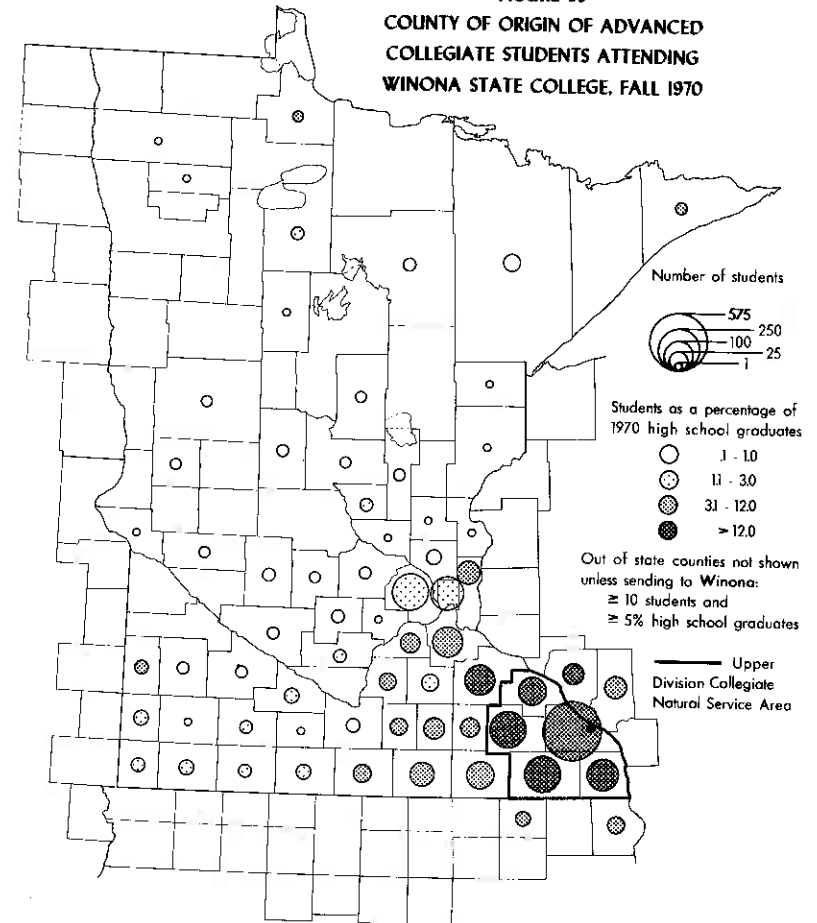 COUNTY OF ORIGIN OF ADVANCED
COLLEGIATE STUDENTS ATTENDING
WINONA STATE COLLEGE, FALL 1970
Number of students
575
250
100
25
1
Students as a percentage of
1970 high school graduates
.1 - 1.0
1.1 - 3.0
3.1 - 12.0
> 12.0
Out of state counties not shown
unless sending to Winona:
≥ 10 students and
≥ 5% high school graduates
Upper
Division Collegiate
Natural Service Area